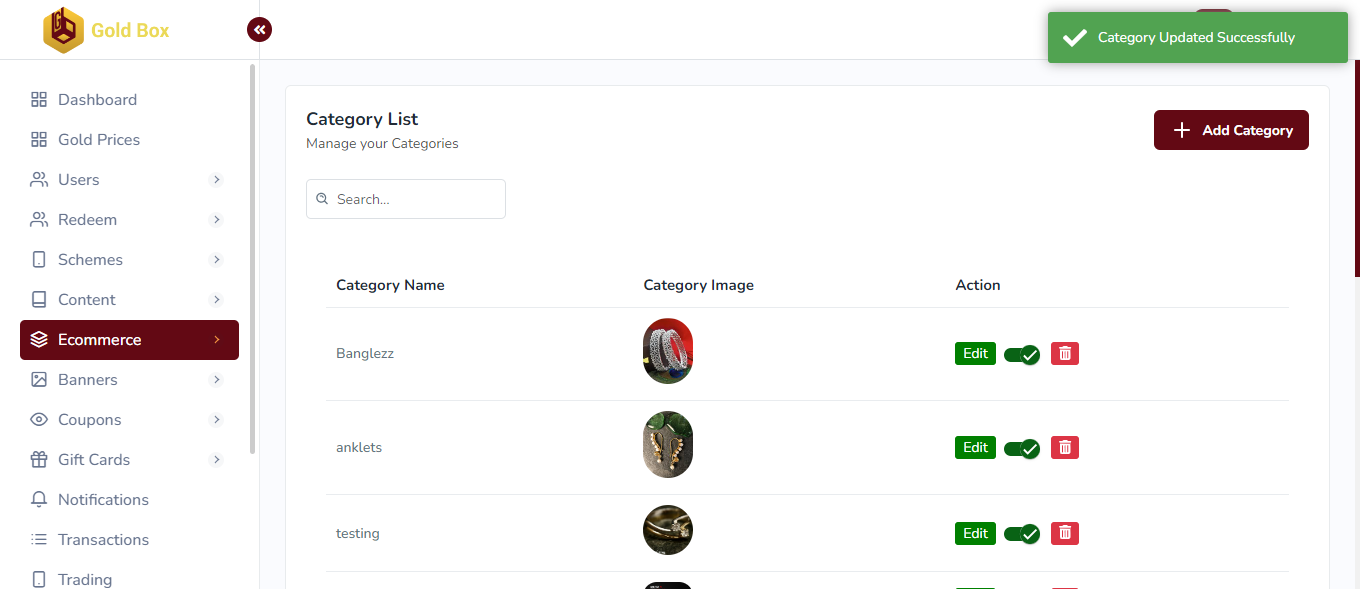 Gold Box
Category Updated Successfully
Dashboard
Gold Prices
Users
Redeem
Schemes
Content
Ecommerce
Banners
Coupons
Gift Cards
Notifications
Transactions
Trading
Category List
Manage your Categories
Add Category
Search...
Category Name Category Image Action
Banglezz Edit
anklets Edit
testing Edit